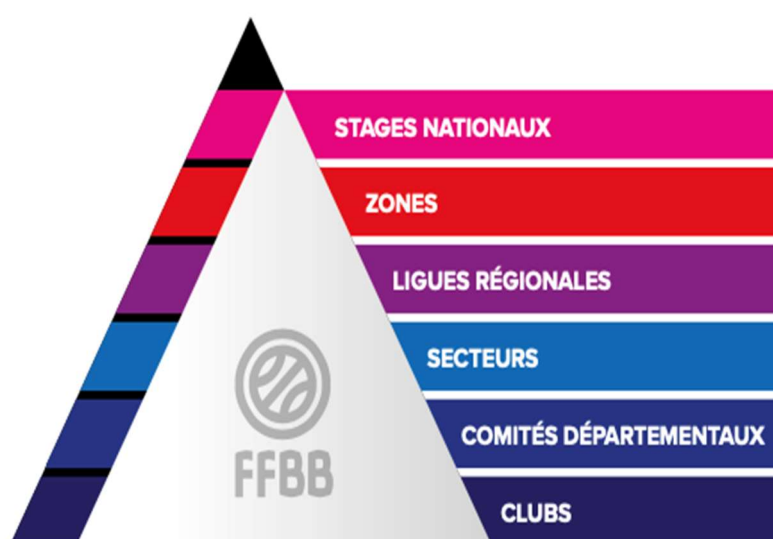 STAGES NATIONAUX
ZONES
LIGUES RÉGIONALES
SECTEURS
COMITÉS DÉPARTEMENTAUX
CLUBS
FFBB